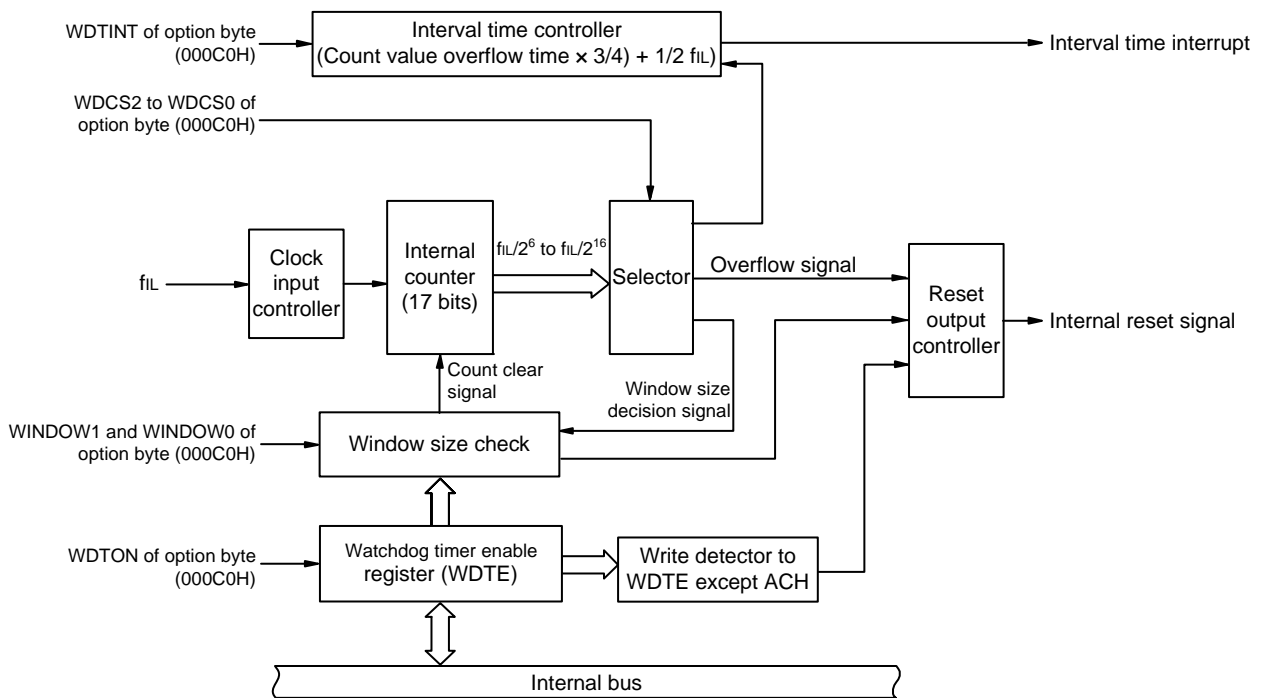 WDTINT of option byte
(000C0H)
Interval time controller
(Count value overflow time × 3/4) + 1/2 fIL)
Interval time interrupt
WDCS2 to WDCS0 of
option byte (000C0H)
fIL
Clock
input
controller
Internal
counter
(17 bits)
fIL/2⁶ to fIL/2¹⁶
Selector
Overflow signal
Reset
output
controller
Internal reset signal
Count clear
signal
Window size
decision signal
WINDOW1 and WINDOW0 of
option byte (000C0H)
Window size check
WDTON of option byte
(000C0H)
Watchdog timer enable
register (WDTE)
Write detector to
WDTE except ACH
Internal bus